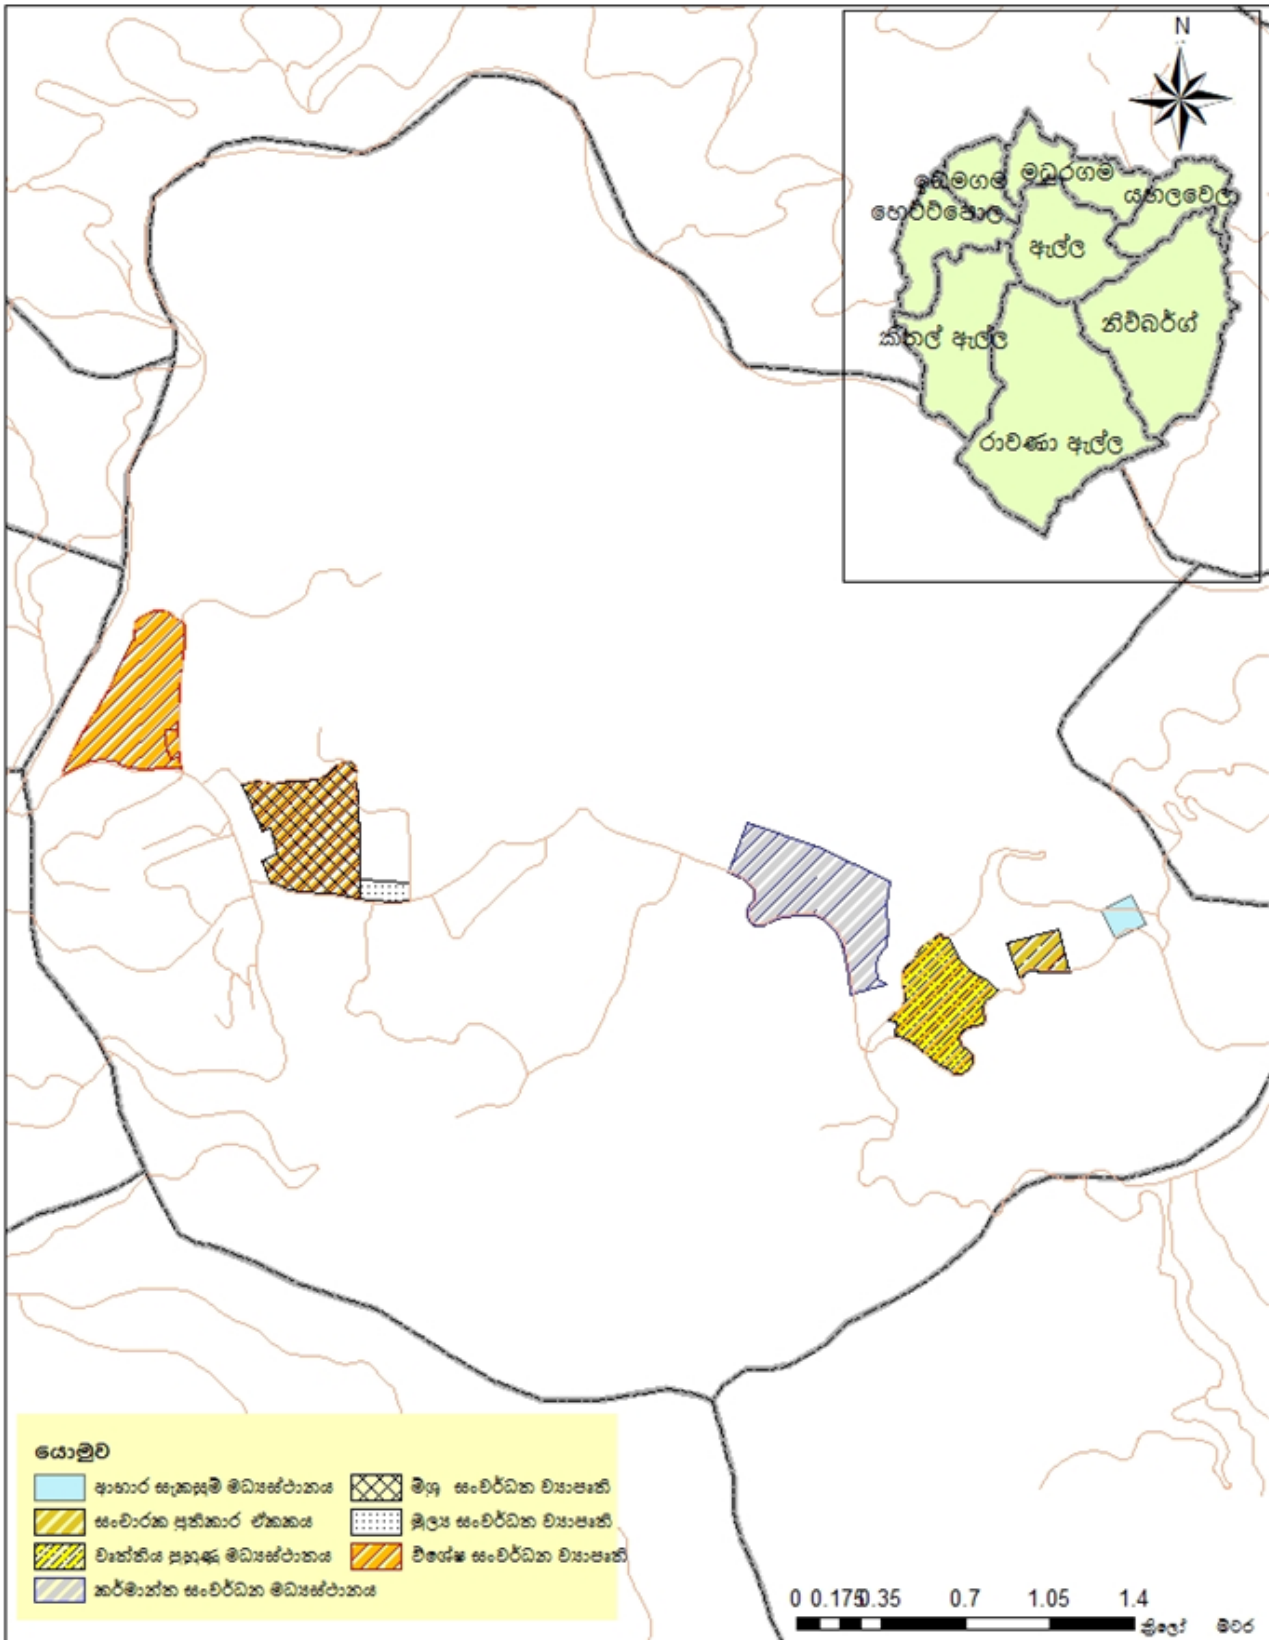 N
මඩුරගම
යහලවෙල
හෙට්ටිපොල
ඇල්ල
කිතල් ඇල්ල
නිව්බර්ග්
රාවණා ඇල්ල
යොමුව
ආහාර සැකසුම් මධ්‍යස්ථානය
සංචාරක ප්‍රතිකාර ඒකකය
වෘත්තිය පුහුණු මධ්‍යස්ථානය
කර්මාන්ත සංවර්ධන මධ්‍යස්ථානය
මිශ්‍ර සංවර්ධන ව්‍යාපෘති
මූල්‍ය සංවර්ධන ව්‍යාපෘති
විශේෂ සංවර්ධන ව්‍යාපෘති
0 0.175 0.35 0.7 1.05 1.4
කිලෝ මීටර